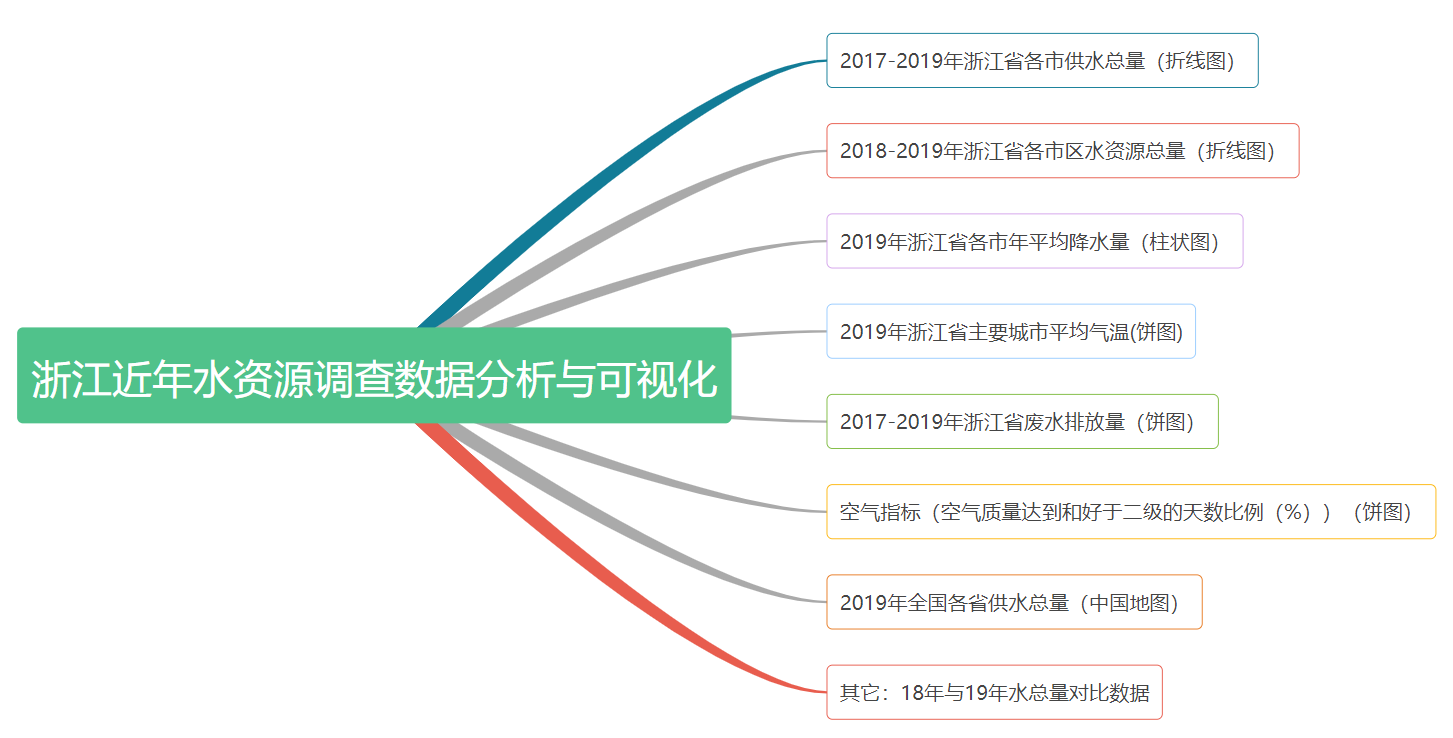 浙江近年水资源调查数据分析与可视化
2017-2019年浙江省各市供水总量（折线图）
2018-2019年浙江省各市区水资源总量（折线图）
2019年浙江省各市年平均降水量（柱状图）
2019年浙江省主要城市平均气温(饼图)
2017-2019年浙江省废水排放量（饼图）
空气指标（空气质量达到和好于二级的天数比例（%））（饼图）
2019年全国各省供水总量（中国地图）
其它：18年与19年水总量对比数据